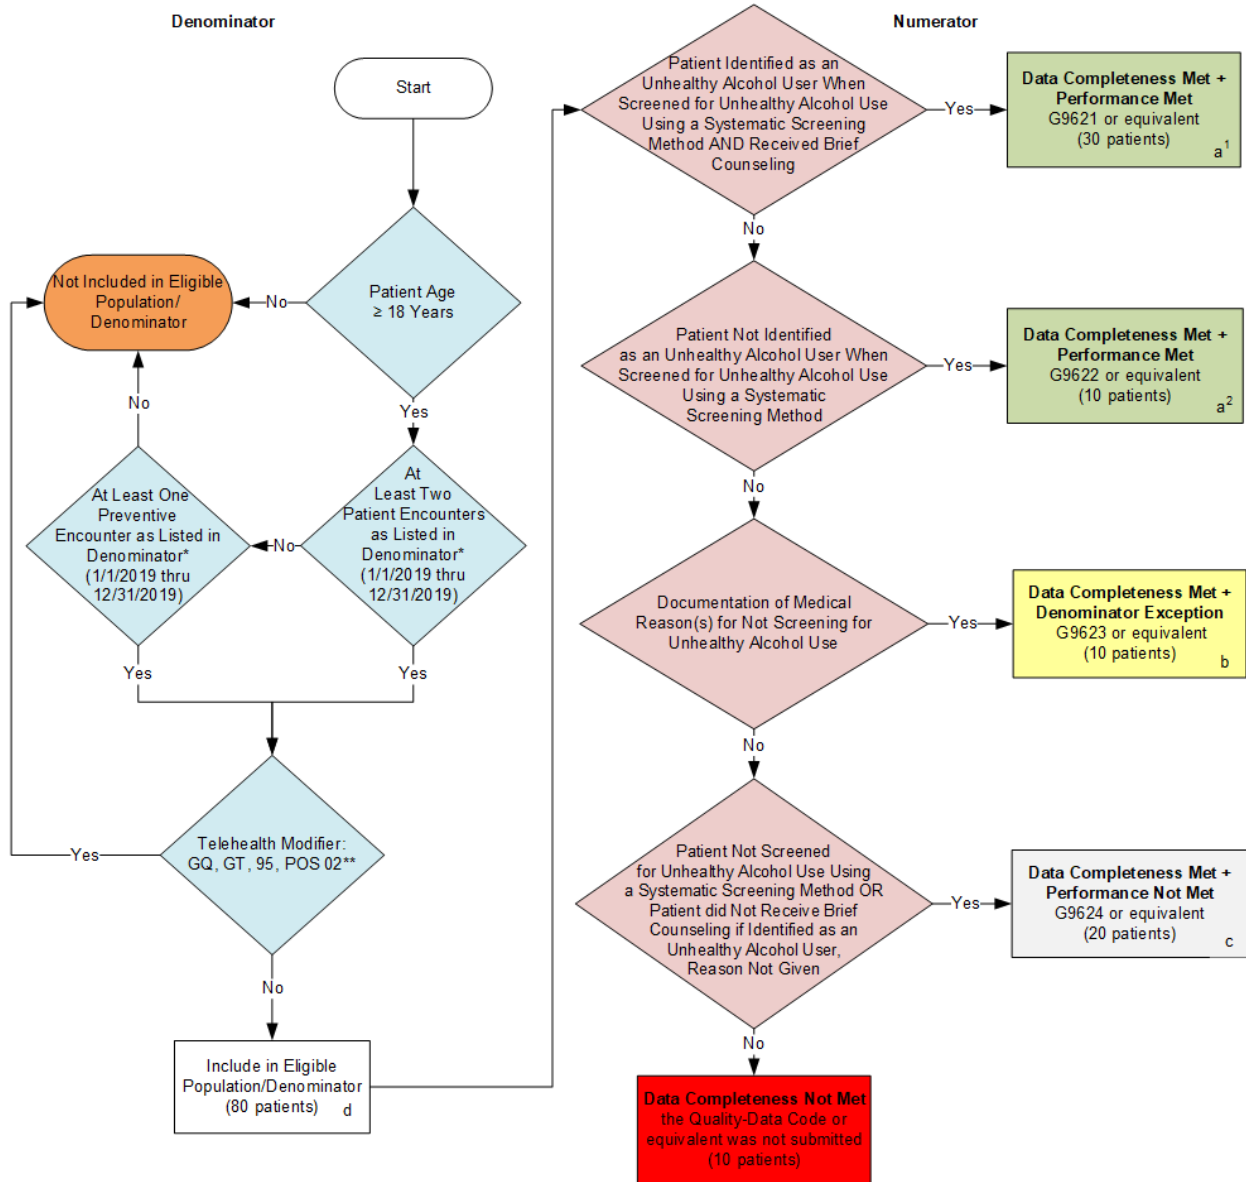 Denominator
Numerator
Start
Patient Age
≥ 18 Years
No
Not Included in Eligible
Population/
Denominator
Yes
At
Least Two
Patient Encounters
as Listed in
Denominator*
(1/1/2019 thru
12/31/2019)
No
At Least One
Preventive
Encounter as Listed in
Denominator*
(1/1/2019 thru
12/31/2019)
No
Yes
Yes
Telehealth Modifier:
GQ, GT, 95, POS 02**
Yes
No
Include in Eligible
Population/Denominator
(80 patients)
d
Patient Identified as an
Unhealthy Alcohol User When
Screened for Unhealthy Alcohol Use
Using a Systematic Screening
Method AND Received Brief
Counseling
Yes
Data Completeness Met +
Performance Met
G9621 or equivalent
(30 patients)
a¹
No
Patient Not Identified
as an Unhealthy Alcohol User When
Screened for Unhealthy Alcohol Use
Using a Systematic
Screening Method
Yes
Data Completeness Met +
Performance Met
G9622 or equivalent
(10 patients)
a²
No
Documentation of Medical
Reason(s) for Not Screening for
Unhealthy Alcohol Use
Yes
Data Completeness Met +
Denominator Exception
G9623 or equivalent
(10 patients)
b
No
Patient Not Screened
for Unhealthy Alcohol Use Using
a Systematic Screening Method OR
Patient did Not Receive Brief
Counseling if Identified as an
Unhealthy Alcohol User,
Reason Not Given
Yes
Data Completeness Met +
Performance Not Met
G9624 or equivalent
(20 patients)
c
No
Data Completeness Not Met
the Quality-Data Code or
equivalent was not submitted
(10 patients)